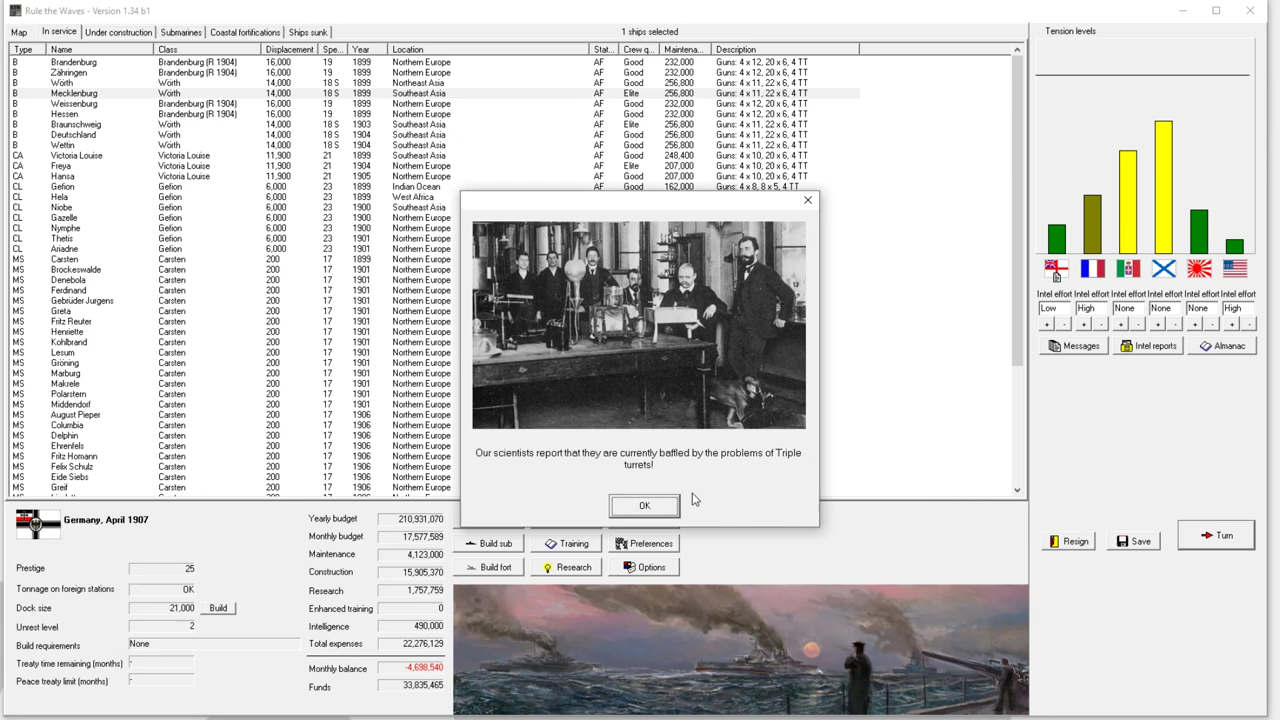 Rule the Waves - Version 1.34 b1
Map In service Under construction Submarines Coastal fortifications Ships sunk 1 ships selected
Type Name Class Displacement Spe... Year Location Stat... Crew q... Maintena... Description
B Brandenburg Brandenburg (R 1904) 16,000 19 1899 Northern Europe AF Good 232,000 Guns: 4 x 12, 20 x 6, 4 TT
B Zähringen Brandenburg (R 1904) 16,000 19 1899 Northern Europe AF Good 232,000 Guns: 4 x 12, 20 x 6, 4 TT
B Wörth Wörth 14,000 18 S 1899 Northeast Asia AF Good 256,800 Guns: 4 x 11, 22 x 6, 4 TT
B Mecklenburg Wörth 14,000 18 S 1899 Southeast Asia AF Elite 256,800 Guns: 4 x 11, 22 x 6, 4 TT
B Weissenburg Brandenburg (R 1904) 16,000 19 1899 Northern Europe AF Good 232,000 Guns: 4 x 12, 20 x 6, 4 TT
B Hessen Brandenburg (R 1904) 16,000 19 1899 Northern Europe AF Good 232,000 Guns: 4 x 12, 20 x 6, 4 TT
B Braunschweig Wörth 14,000 18 S 1903 Southeast Asia AF Elite 256,800 Guns: 4 x 11, 22 x 6, 4 TT
B Deutschland Wörth 14,000 18 S 1904 Southeast Asia AF Good 256,800 Guns: 4 x 11, 22 x 6, 4 TT
B Wettin Wörth 14,000 18 S 1904 Southeast Asia AF Good 256,800 Guns: 4 x 11, 22 x 6, 4 TT
CA Victoria Louise Victoria Louise 11,900 21 1899 Southeast Asia AF Good 248,400 Guns: 4 x 10, 20 x 6, 4 TT
CA Freya Victoria Louise 11,900 21 1904 Northern Europe AF Elite 207,000 Guns: 4 x 10, 20 x 6, 4 TT
CA Hansa Victoria Louise 11,900 21 1905 Northern Europe AF Good 207,000 Guns: 4 x 10, 20 x 6, 4 TT
CL Gefion Gefion 6,000 23 1899 Indian Ocean AF Good 162,000 Guns: 4 x 8, 8 x 5, 4 TT
CL Hela Gefion 6,000 23 1899 West Africa
CL Niobe Gefion 6,000 23 1900 Southeast Asia
CL Gazelle Gefion 6,000 23 1900 Northern Europe
CL Nymphe Gefion 6,000 23 1900 Northern Europe
CL Thetis Gefion 6,000 23 1901 Northern Europe
CL Ariadne Gefion 6,000 23 1901 Northern Europe
MS Carsten Carsten 200 17 1899 Northern Europe
MS Brockeswalde Carsten 200 17 1901 Northern Europe
MS Denebola Carsten 200 17 1901 Northern Europe
MS Ferdinand Carsten 200 17 1901 Northern Europe
MS Gebrüder Jurgens Carsten 200 17 1901 Northern Europe
MS Greta Carsten 200 17 1901 Northern Europe
MS Fritz Reuter Carsten 200 17 1901 Northern Europe
MS Henriette Carsten 200 17 1901 Northern Europe
MS Kohlbrand Carsten 200 17 1901 Northern Europe
MS Lesum Carsten 200 17 1901 Northern Europe
MS Gröning Carsten 200 17 1901 Northern Europe
MS Marburg Carsten 200 17 1901 Northern Europe
MS Makrele Carsten 200 17 1901 Northern Europe
MS Polarstern Carsten 200 17 1901 Northern Europe
MS Middendorf Carsten 200 17 1901 Northern Europe
MS August Pieper Carsten 200 17 1906 Northern Europe
MS Columbia Carsten 200 17 1906 Northern Europe
MS Delphin Carsten 200 17 1906 Northern Europe
MS Ehrenfels Carsten 200 17 1906 Northern Europe
MS Fritz Homann Carsten 200 17 1906 Northern Europe
MS Felix Schulz Carsten 200 17 1906 Northern Europe
MS Eide Siebs Carsten 200 17 1906 Northern Europe
MS Greif Carsten 200 17 1906 Northern Europe
Our scientists report that they are currently baffled by the problems of Triple
turrets!
OK
Tension levels
Intel effort Intel effort Intel effort Intel effort Intel effort Intel effort
Low High None None None High
+ - + - + - + - + - + -
Messages Intel reports Almanac
Germany, April 1907
Prestige 25
Tonnage on foreign stations OK
Dock size 21,000 Build
Unrest level 2
Build requirements None
Treaty time remaining (months) -
Peace treaty limit (months) -
Yearly budget 210,931,070
Monthly budget 17,577,589
Maintenance 4,123,000
Construction 15,905,370
Research 1,757,759
Enhanced training 0
Intelligence 490,000
Total expenses 22,276,129
Monthly balance -4,698,540
Funds 33,835,465
Build sub Training Preferences
Build fort Research Options
Resign Save Turn